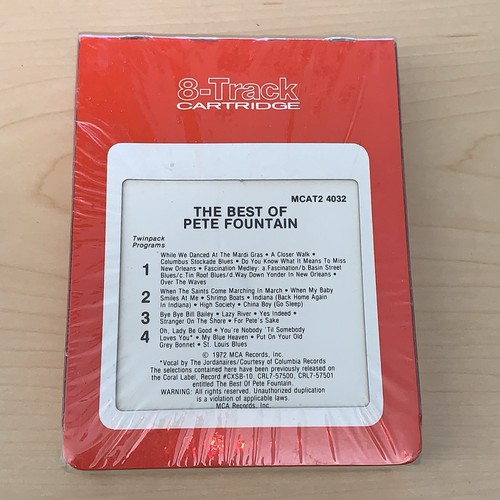 8-Track
CARTRIDGE
MCAT2 4032
THE BEST OF
PETE FOUNTAIN
Twinpack
Programs
1
While We Danced At The Mardi Gras • A Closer Walk •
Columbus Stockade Blues • Do You Know What It Means To Miss
New Orleans • Fascination Medley: a.Fascination/b.Basin Street
Blues/c.Tin Roof Blues/d.Way Down Yonder In New Orleans •
Over The Waves
2
When The Saints Come Marching In March • When My Baby
Smiles At Me • Shrimp Boats • Indiana (Back Home Again
In Indiana) • High Society • China Boy (Go Sleep)
3
Bye Bye Bill Bailey • Lazy River • Yes Indeed •
Stranger On The Shore • For Pete's Sake
4
Oh, Lady Be Good • You're Nobody 'Til Somebody
Loves You* • My Blue Heaven • Put On Your Old
Grey Bonnet • St. Louis Blues
© 1972 MCA Records, Inc.
*Vocal by The Jordanaires/Courtesy of Columbia Records
The selections contained here have been previously released on
the Coral Label, Record #CXSB-10, CRL7-57500, CRL7-57501
entitled The Best Of Pete Fountain.
WARNING: All rights reserved. Unauthorized duplication
is a violation of applicable laws.
MCA Records, Inc.